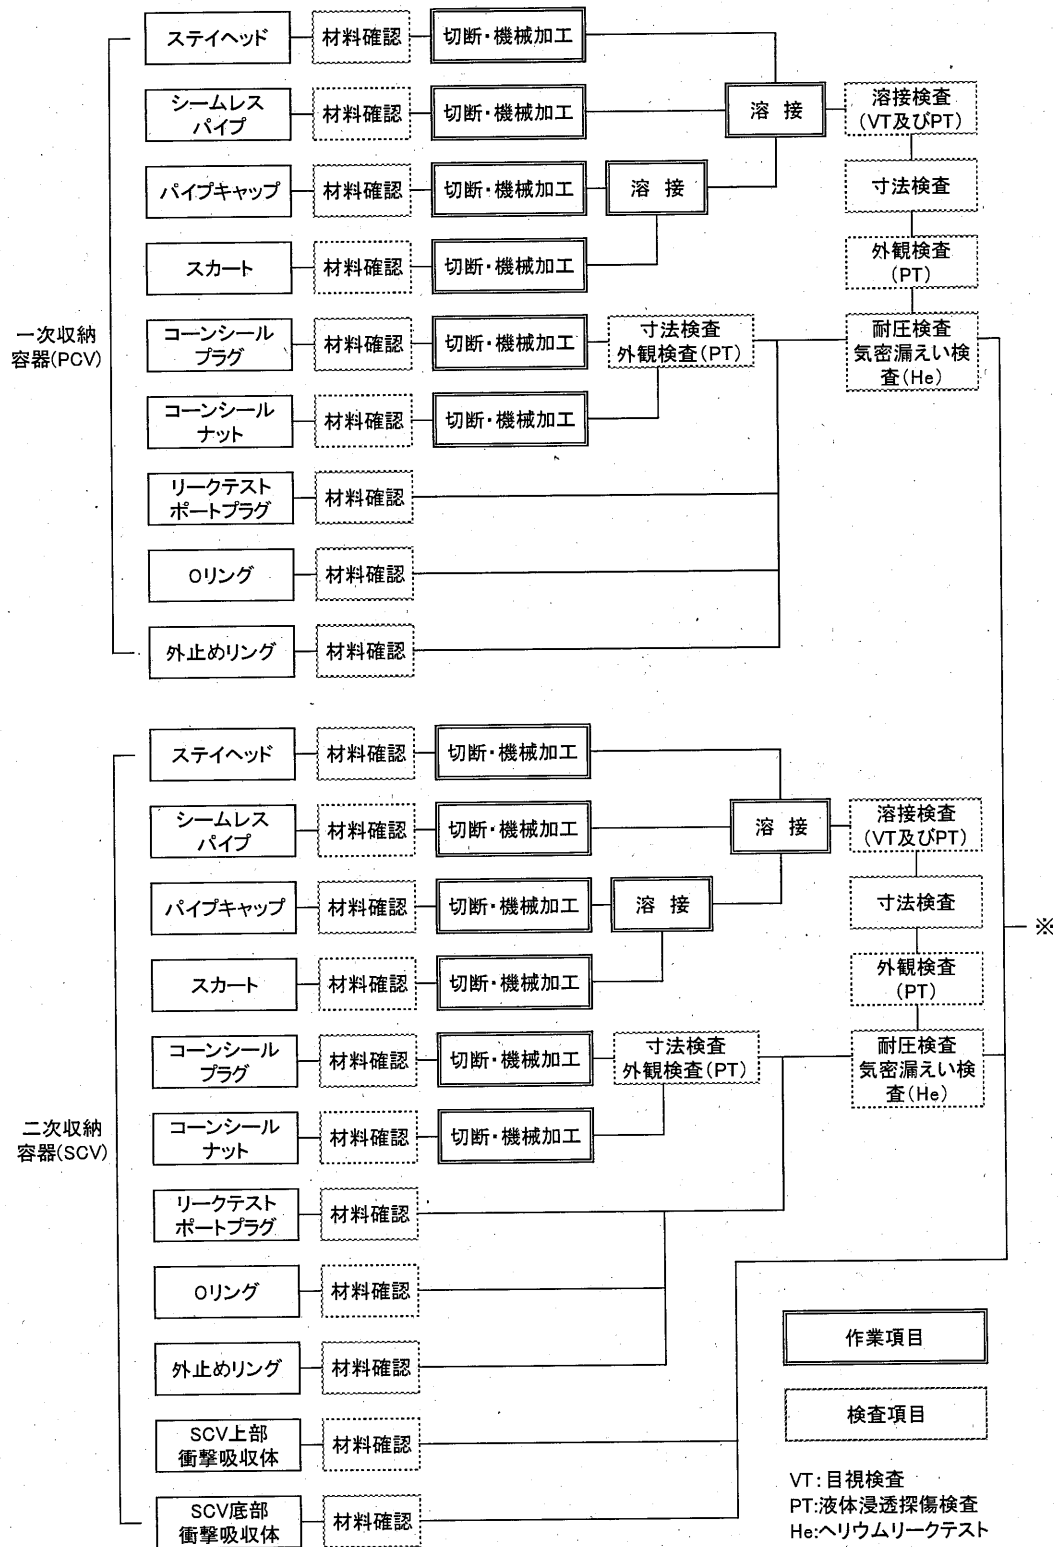 ステイヘッド
材料確認
切断・機械加工
シームレス
パイプ
材料確認
切断・機械加工
溶 接
溶接検査
(VT及びPT)
パイプキャップ
材料確認
切断・機械加工
溶 接
寸法検査
スカート
材料確認
切断・機械加工
外観検査
(PT)
一次収納
容器(PCV)
コーンシール
プラグ
材料確認
切断・機械加工
寸法検査
外観検査(PT)
耐圧検査
気密漏えい検
査(He)
コーンシール
ナット
材料確認
切断・機械加工
リークテスト
ポートプラグ
材料確認
Oリング
材料確認
外止めリング
材料確認
ステイヘッド
材料確認
切断・機械加工
シームレス
パイプ
材料確認
切断・機械加工
溶 接
溶接検査
(VT及びPT)
パイプキャップ
材料確認
切断・機械加工
溶 接
寸法検査
※
スカート
材料確認
切断・機械加工
外観検査
(PT)
コーンシール
プラグ
材料確認
切断・機械加工
寸法検査
外観検査(PT)
耐圧検査
気密漏えい検
査(He)
二次収納
容器(SCV)
コーンシール
ナット
材料確認
切断・機械加工
リークテスト
ポートプラグ
材料確認
Oリング
材料確認
外止めリング
材料確認
SCV上部
衝撃吸収体
材料確認
SCV底部
衝撃吸収体
材料確認
作業項目
検査項目
VT:目視検査
PT:液体浸透探傷検査
He:ヘリウムリークテスト